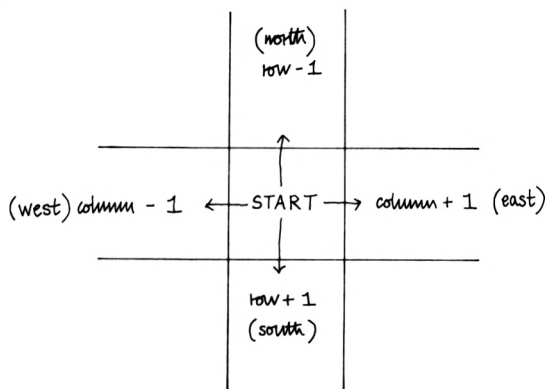 (north)
row - 1
(west) column - 1 START column + 1 (east)
row + 1
(south)